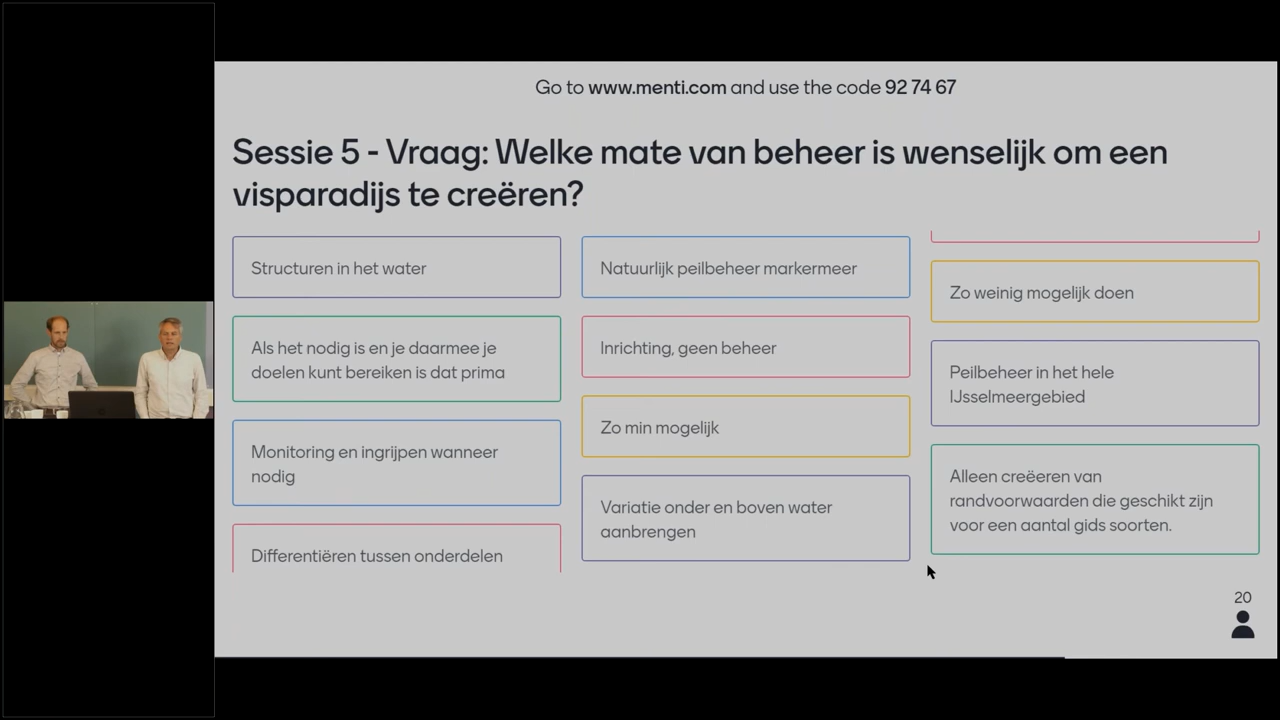 Go to www.menti.com and use the code 92 74 67
Sessie 5 - Vraag: Welke mate van beheer is wenselijk om een
visparadijs te creëren?
Structuren in het water
Als het nodig is en je daarmee je
doelen kunt bereiken is dat prima
Monitoring en ingrijpen wanneer
nodig
Differentiëren tussen onderdelen
Natuurlijk peilbeheer markermeer
Inrichting, geen beheer
Zo min mogelijk
Variatie onder en boven water
aanbrengen
Zo weinig mogelijk doen
Peilbeheer in het hele
IJsselmeergebied
Alleen creëeren van
randvoorwaarden die geschikt zijn
voor een aantal gids soorten.
20